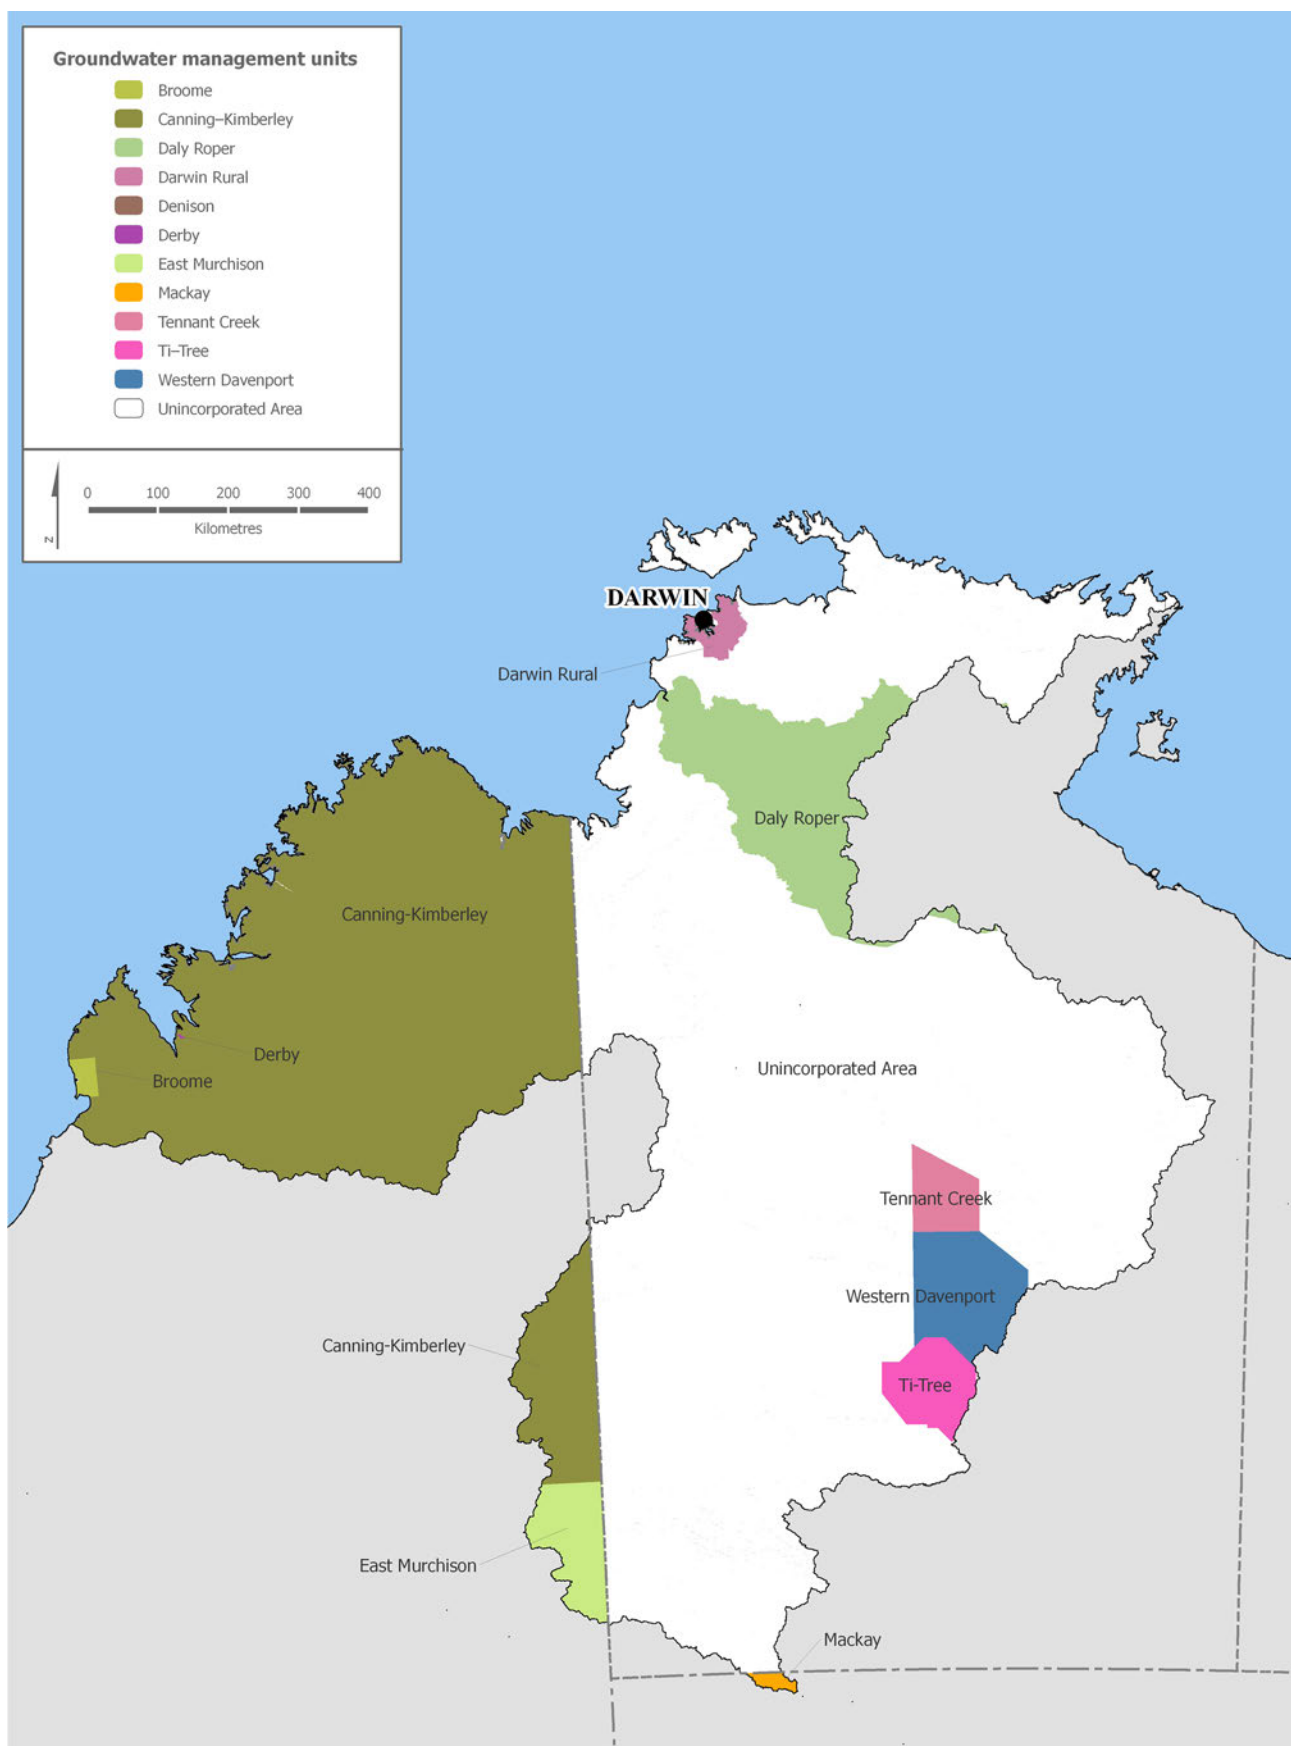 Groundwater management units
Broome
Canning–Kimberley
Daly Roper
Darwin Rural
Denison
Derby
East Murchison
Mackay
Tennant Creek
Ti–Tree
Western Davenport
Unincorporated Area
0 100 200 300 400
Kilometres
Z
DARWIN
Darwin Rural
Daly Roper
Canning-Kimberley
Derby
Broome
Unincorporated Area
Tennant Creek
Western Davenport
Canning-Kimberley
Ti-Tree
East Murchison
Mackay